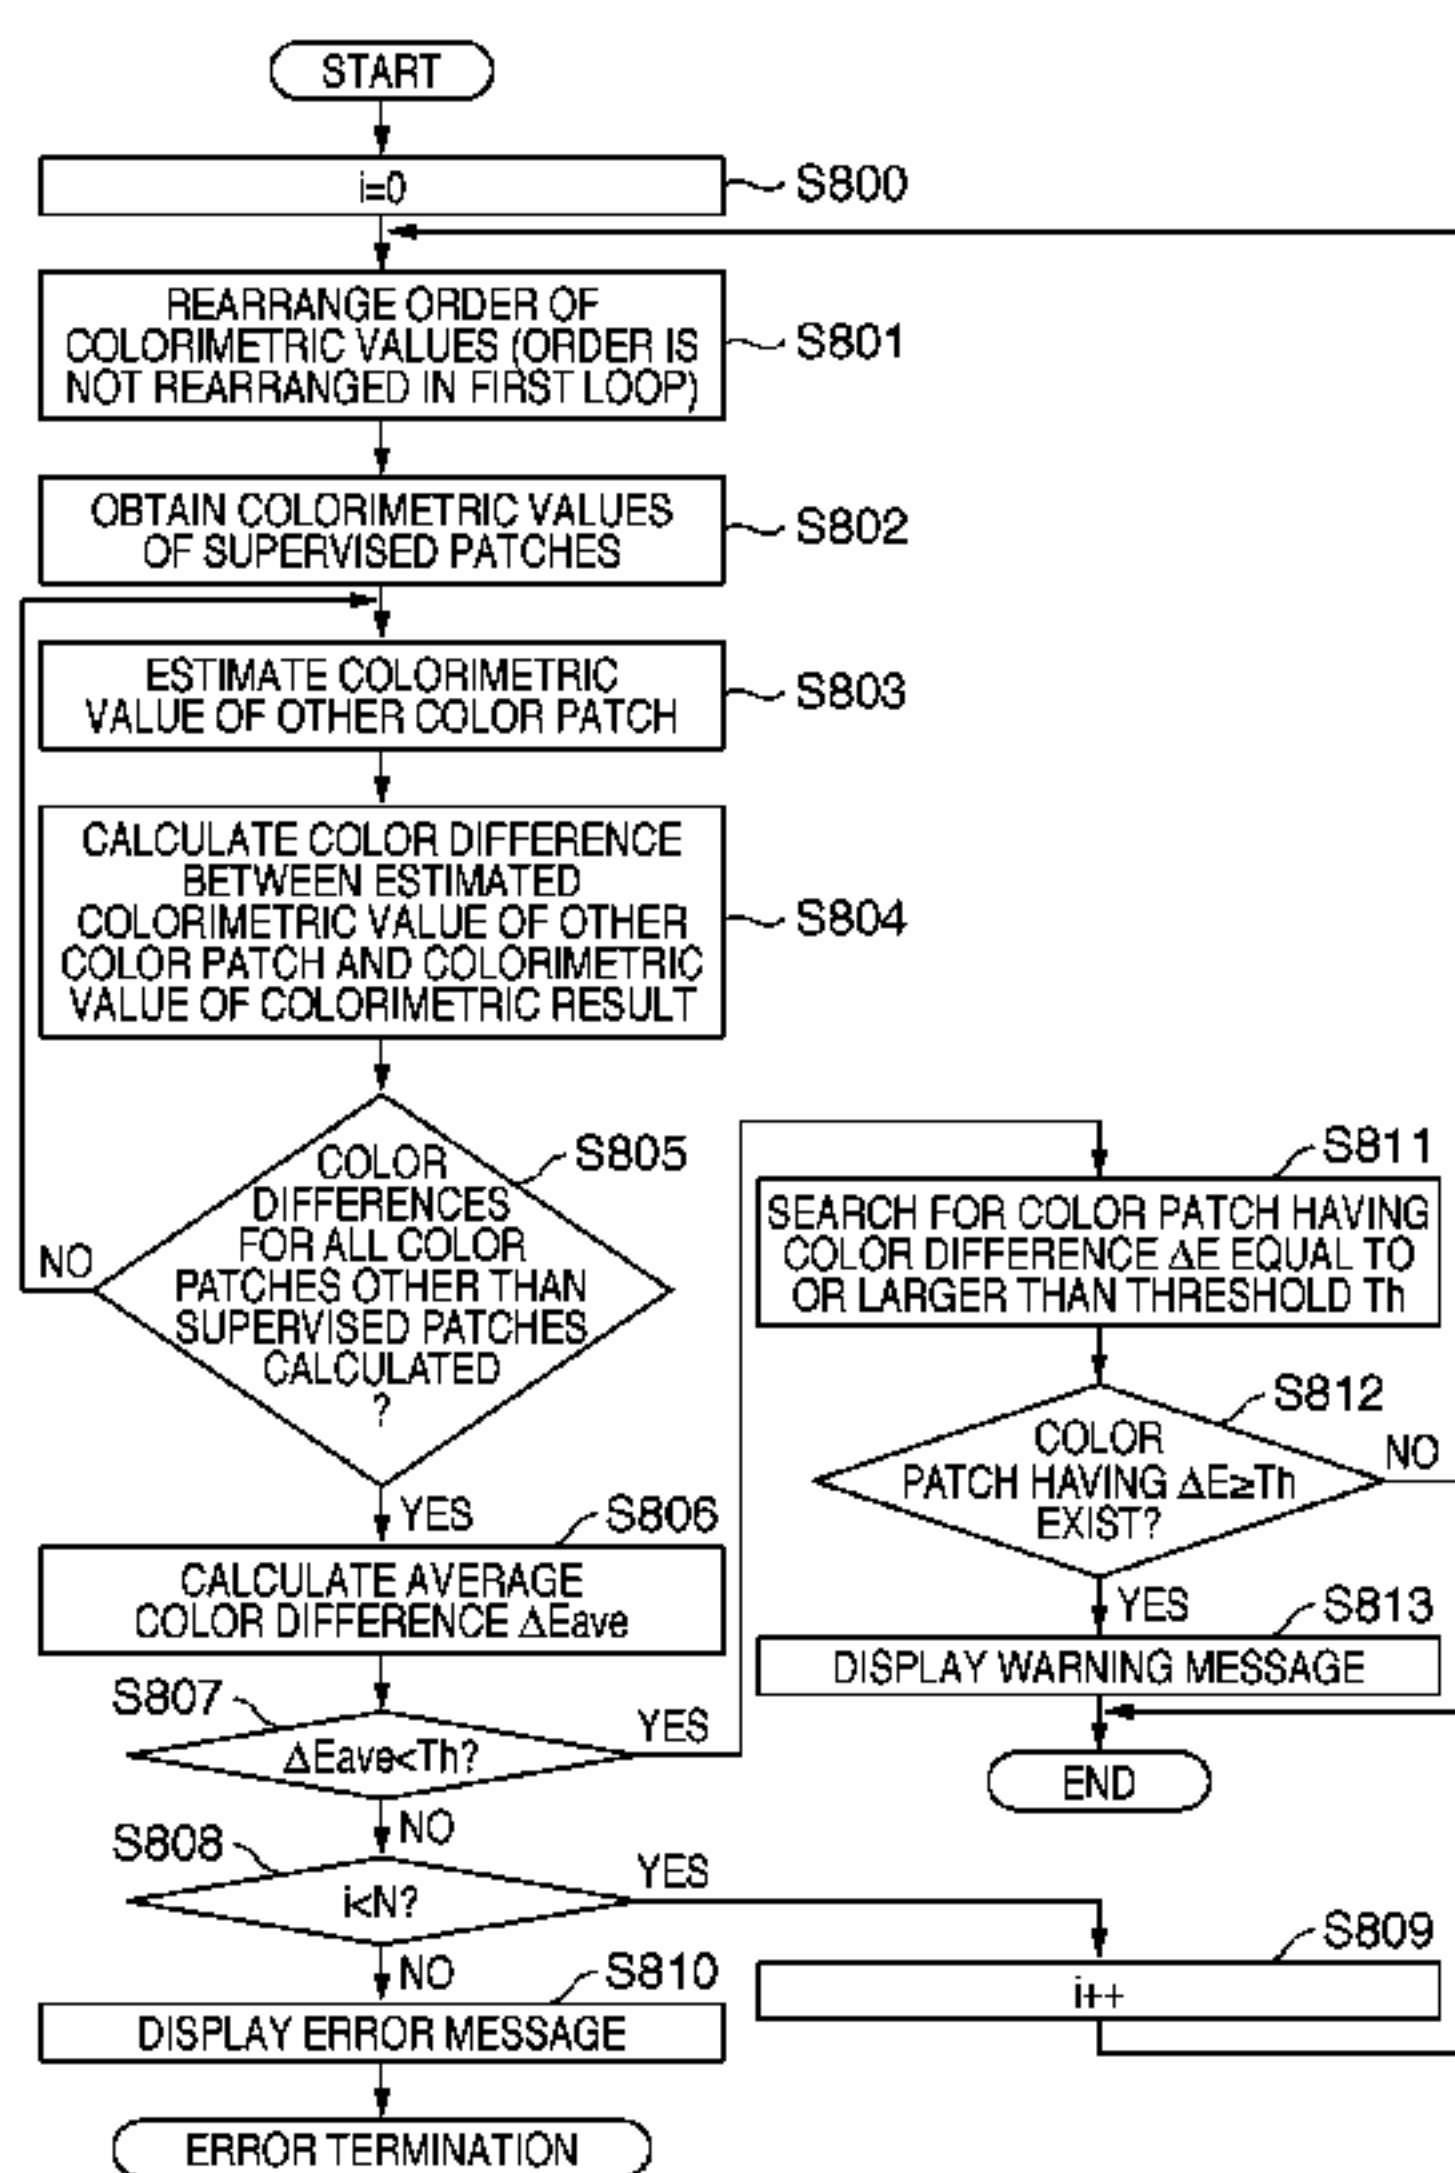 START
i=0
S800
REARRANGE ORDER OF
COLORIMETRIC VALUES (ORDER IS
NOT REARRANGED IN FIRST LOOP)
S801
OBTAIN COLORIMETRIC VALUES
OF SUPERVISED PATCHES
S802
ESTIMATE COLORIMETRIC
VALUE OF OTHER COLOR PATCH
S803
CALCULATE COLOR DIFFERENCE
BETWEEN ESTIMATED
COLORIMETRIC VALUE OF OTHER
COLOR PATCH AND COLORIMETRIC
VALUE OF COLORIMETRIC RESULT
S804
S805
COLOR
DIFFERENCES
FOR ALL COLOR
PATCHES OTHER THAN
SUPERVISED PATCHES
CALCULATED
?
NO
YES
S806
CALCULATE AVERAGE
COLOR DIFFERENCE ΔEave
S807
ΔEave<Th?
YES
NO
S808
i<N?
YES
NO
S810
DISPLAY ERROR MESSAGE
ERROR TERMINATION
S811
SEARCH FOR COLOR PATCH HAVING
COLOR DIFFERENCE ΔE EQUAL TO
OR LARGER THAN THRESHOLD Th
S812
COLOR
PATCH HAVING ΔE≥Th
EXIST?
NO
YES
S813
DISPLAY WARNING MESSAGE
END
S809
i++